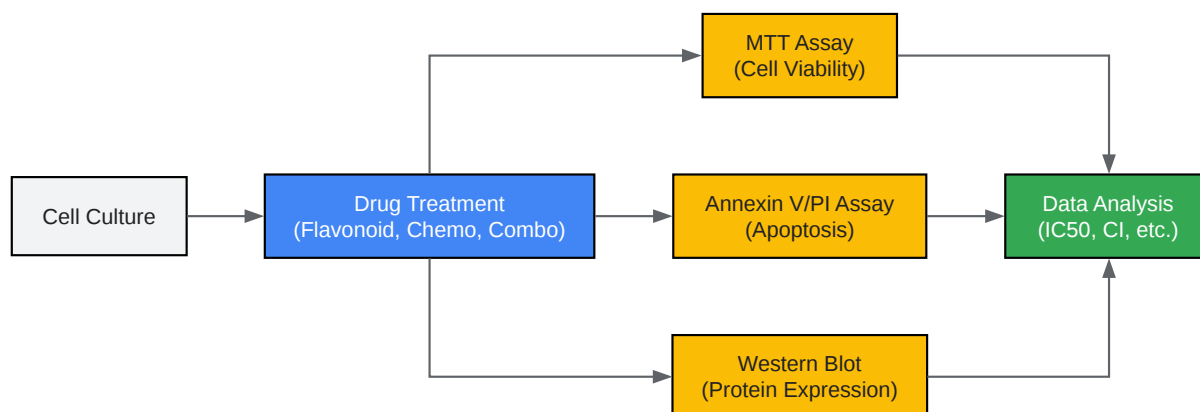 MTT Assay
(Cell Viability)
Cell Culture
Drug Treatment
(Flavonoid, Chemo, Combo)
Annexin V/PI Assay
(Apoptosis)
Data Analysis
(IC50, CI, etc.)
Western Blot
(Protein Expression)